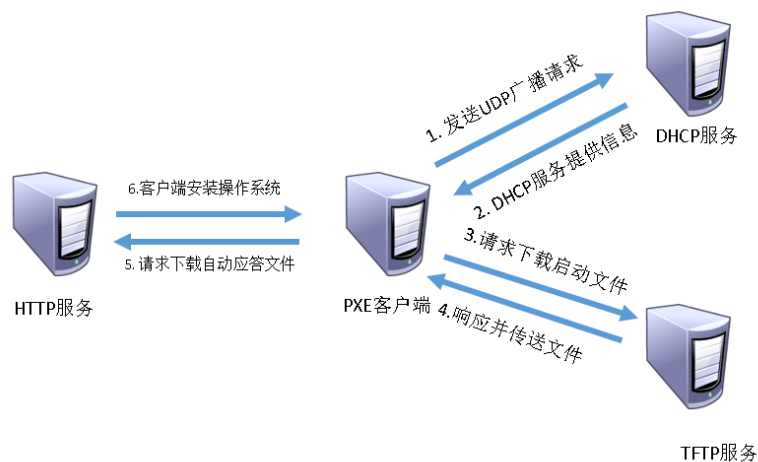 1. 发送UDP广播请求
DHCP服务
2. DHCP服务提供信息
6.客户端安装操作系统
3.请求下载启动文件
5. 请求下载自动应答文件
HTTP服务
PXE客户端
4.响应并传送文件
TFTP服务